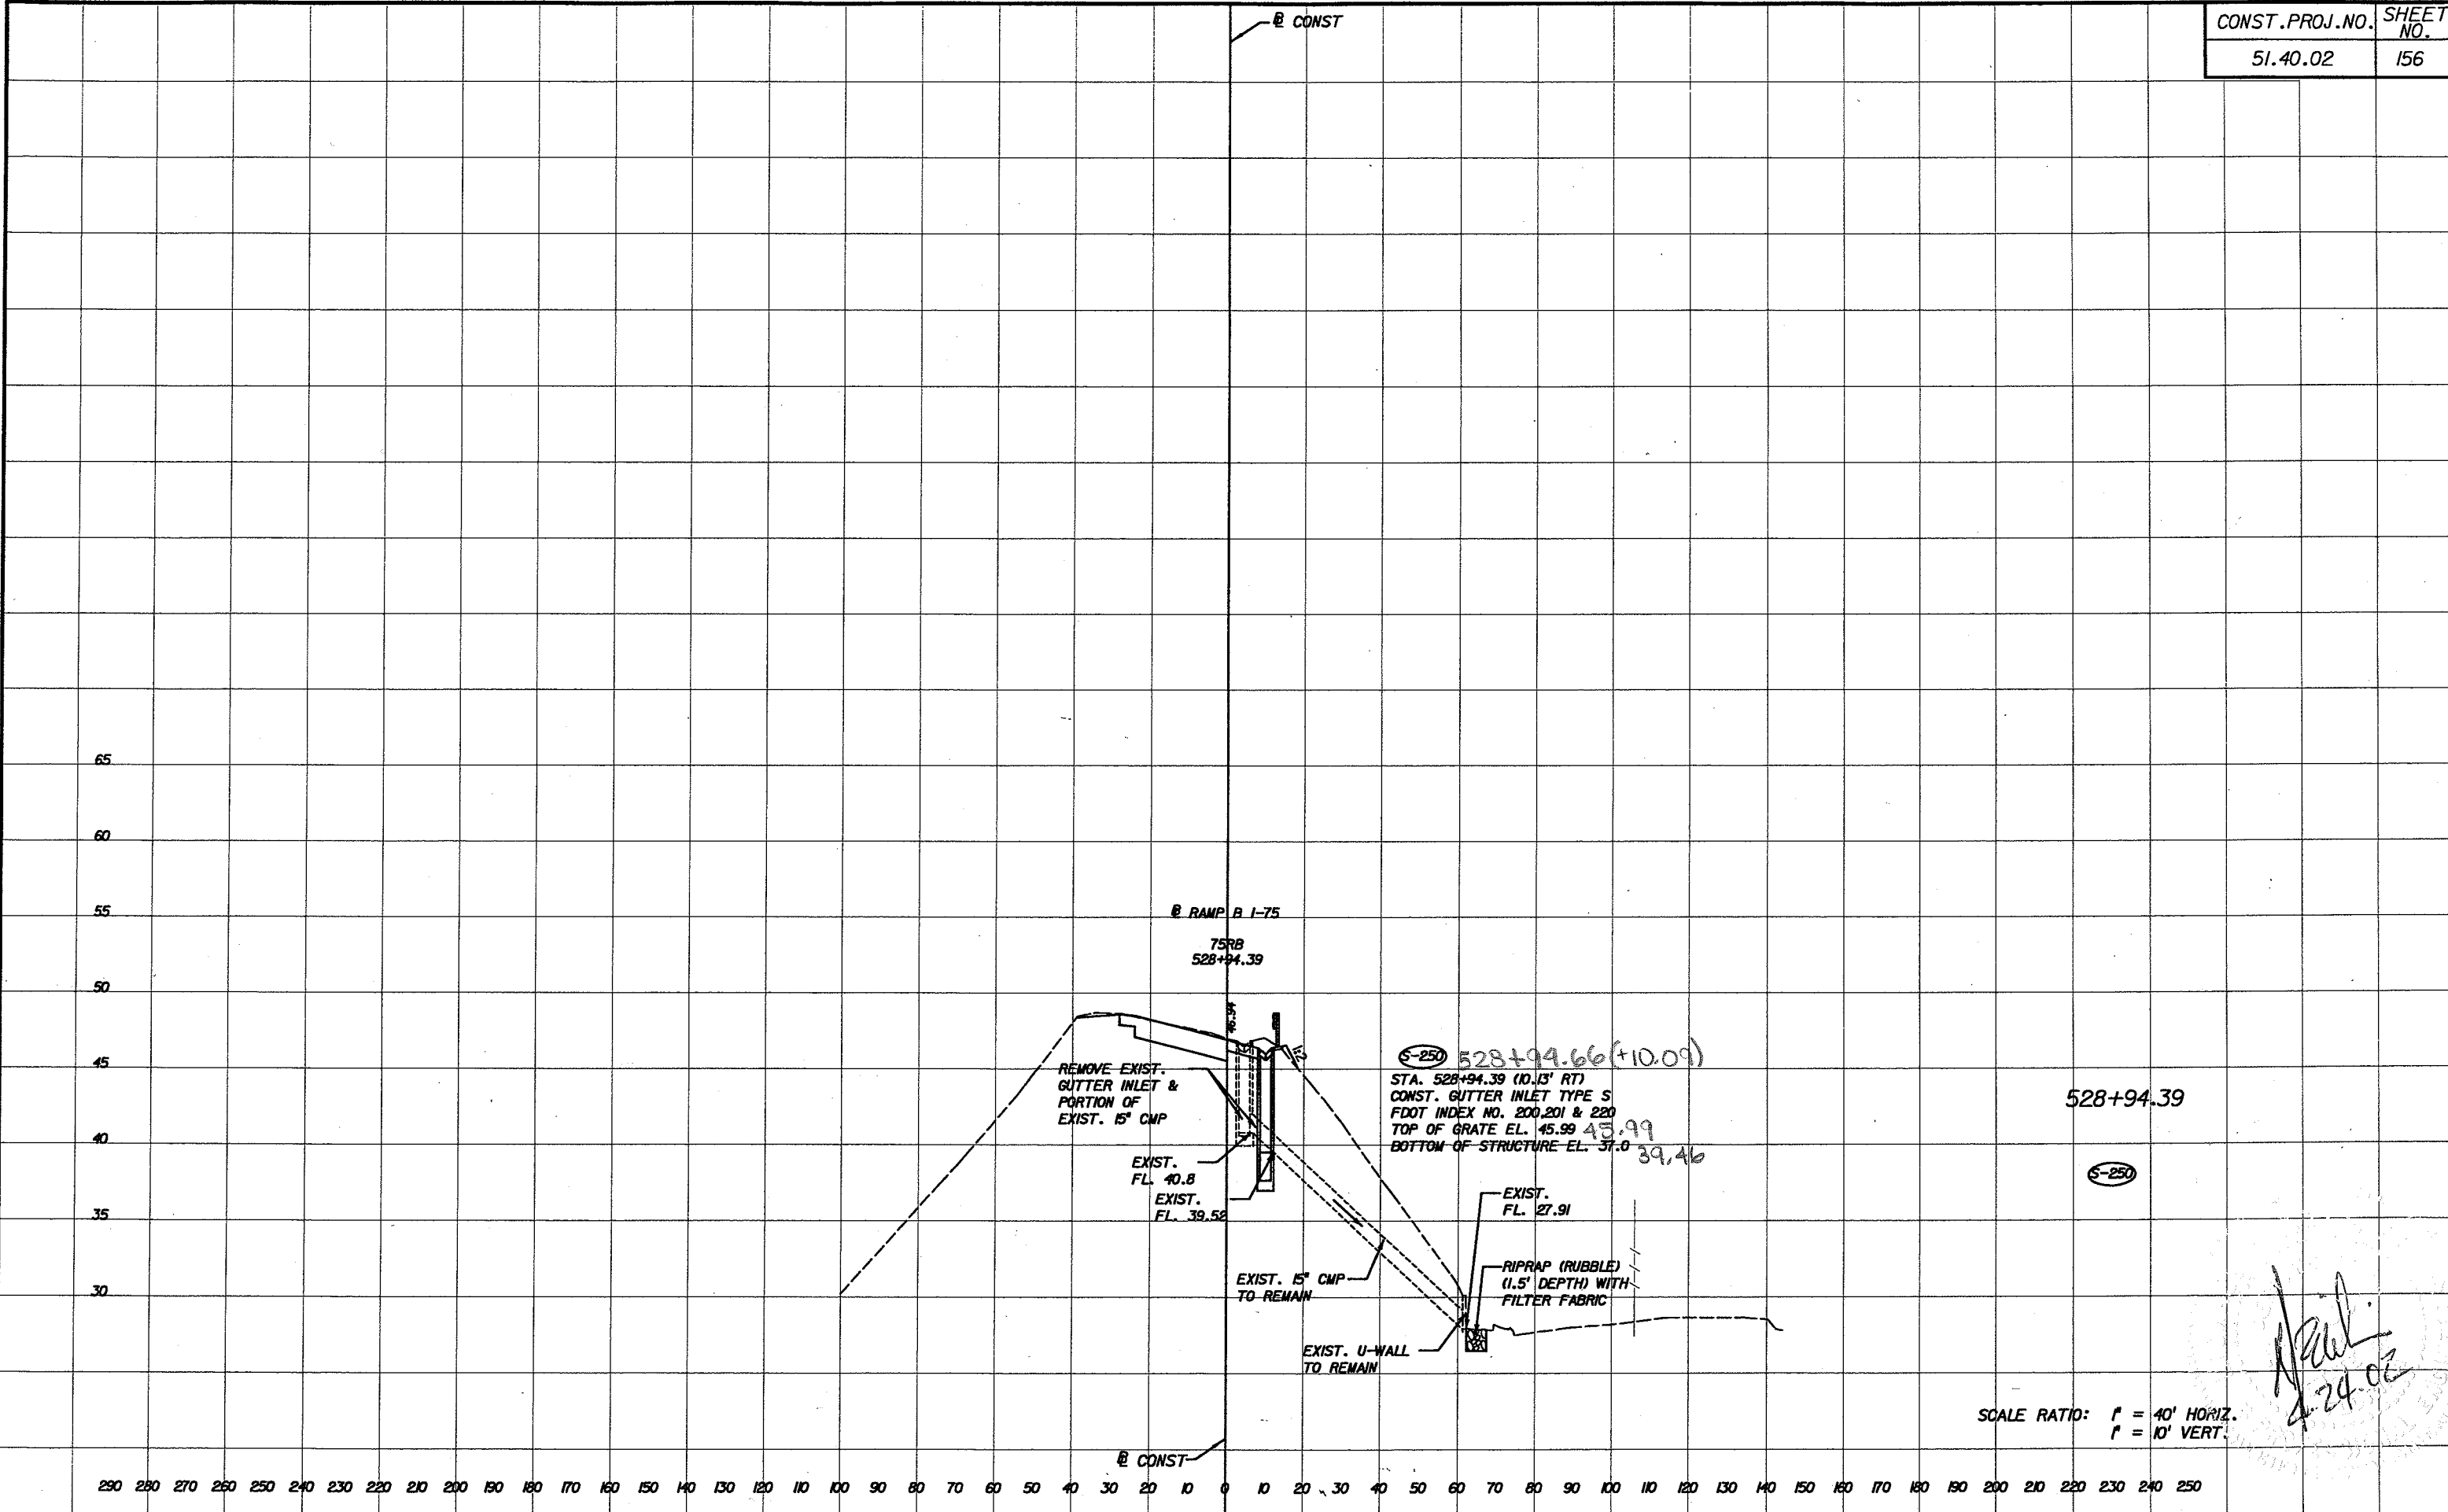 ℄ CONST
CONST.PROJ.NO. SHEET NO.
51.40.02 156
65
60
55
℄ RAMP B I-75
75RB
528+94.39
50
46.94
1:2
45
S-250 528+94.66 (+10.09)
REMOVE EXIST.
GUTTER INLET &
PORTION OF
EXIST. 15" CMP
STA. 528+94.39 (10.13' RT)
CONST. GUTTER INLET TYPE S
FDOT INDEX NO. 200,201 & 220
TOP OF GRATE EL. 45.99 45.99
BOTTOM OF STRUCTURE EL. 37.0 39.46
528+94.39
S-250
40
EXIST.
FL. 40.8
EXIST.
FL. 39.52
35
EXIST.
FL. 27.91
EXIST. 15" CMP
TO REMAIN
RIPRAP (RUBBLE)
(1.5' DEPTH) WITH
FILTER FABRIC
30
EXIST. U-WALL
TO REMAIN
4.24.02
SCALE RATIO: 1" = 40' HORIZ.
1" = 10' VERT.
℄ CONST
290 280 270 260 250 240 230 220 210 200 190 180 170 160 150 140 130 120 110 100 90 80 70 60 50 40 30 20 10 0 10 20 30 40 50 60 70 80 90 100 110 120 130 140 150 160 170 180 190 200 210 220 230 240 250